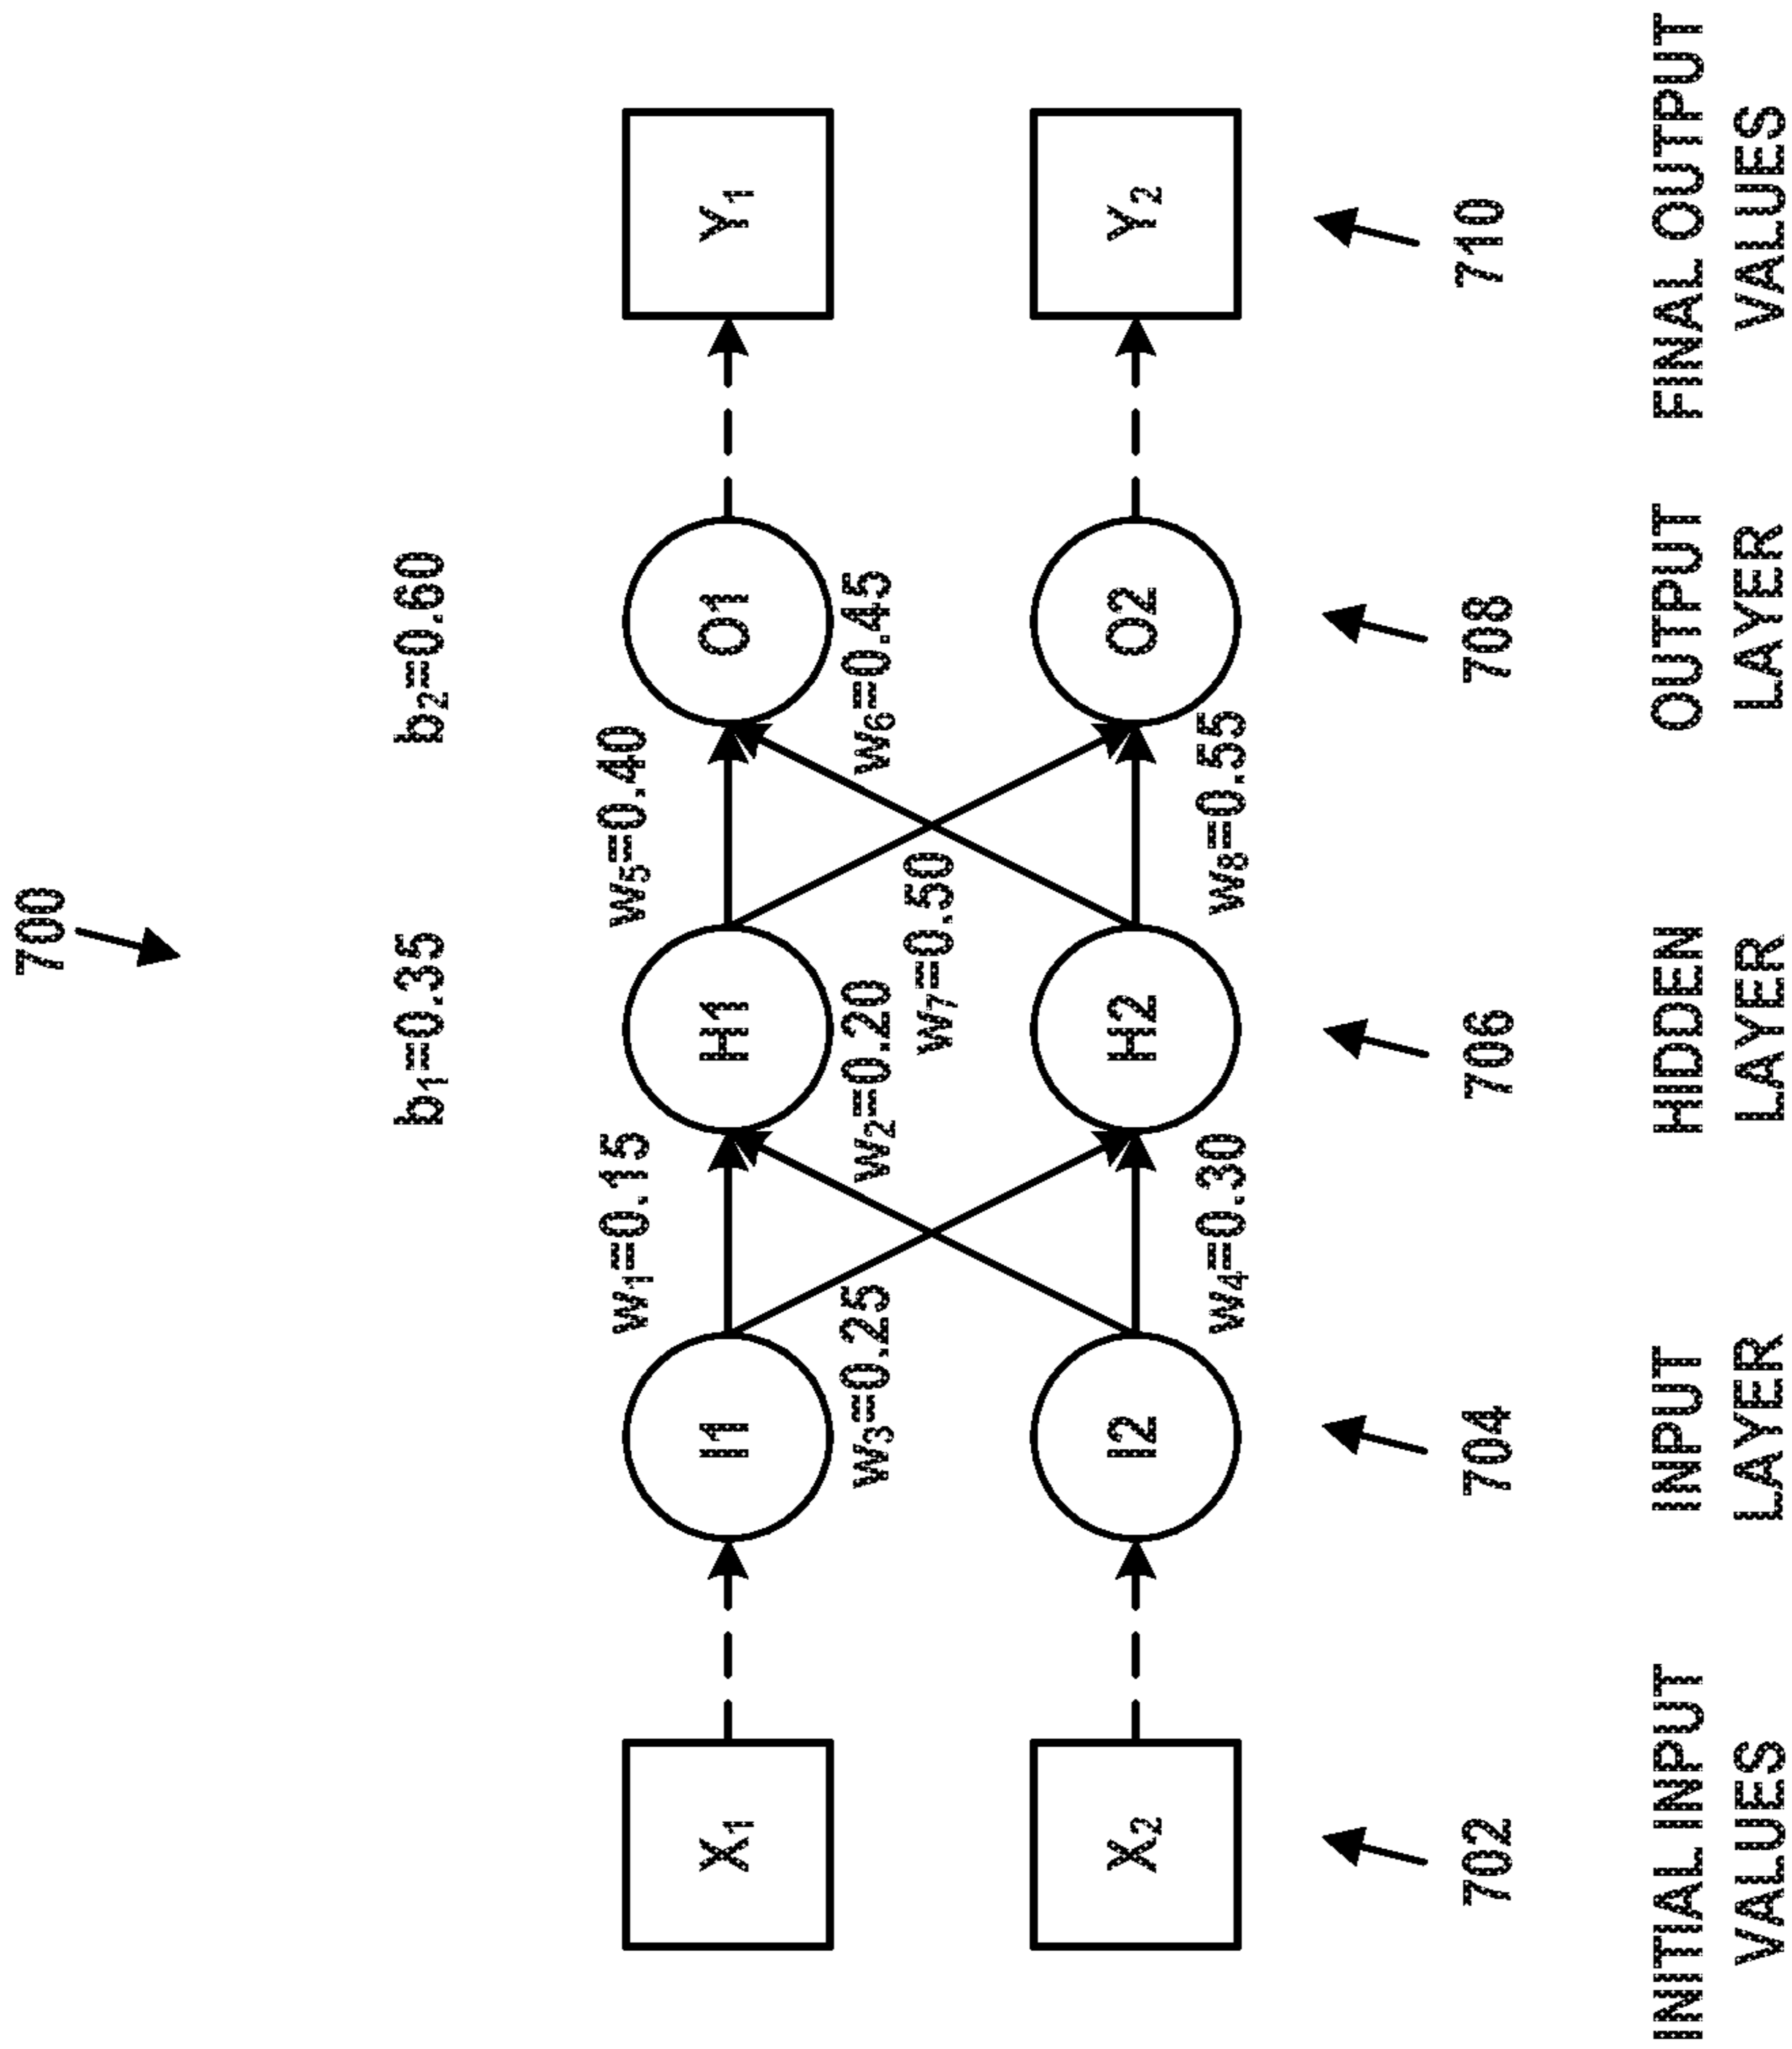 700
b₁=0.35
b₂=0.60
X₁
I1
w₁=0.15
H1
w₅=0.40
O1
Y₁
w₃=0.25
w₂=0.20
w₆=0.45
w₇=0.50
X₂
I2
w₄=0.30
H2
w₈=0.55
O2
Y₂
702
704
706
708
710
INITIAL INPUT
VALUES
INPUT
LAYER
HIDDEN
LAYER
OUTPUT
LAYER
FINAL OUTPUT
VALUES